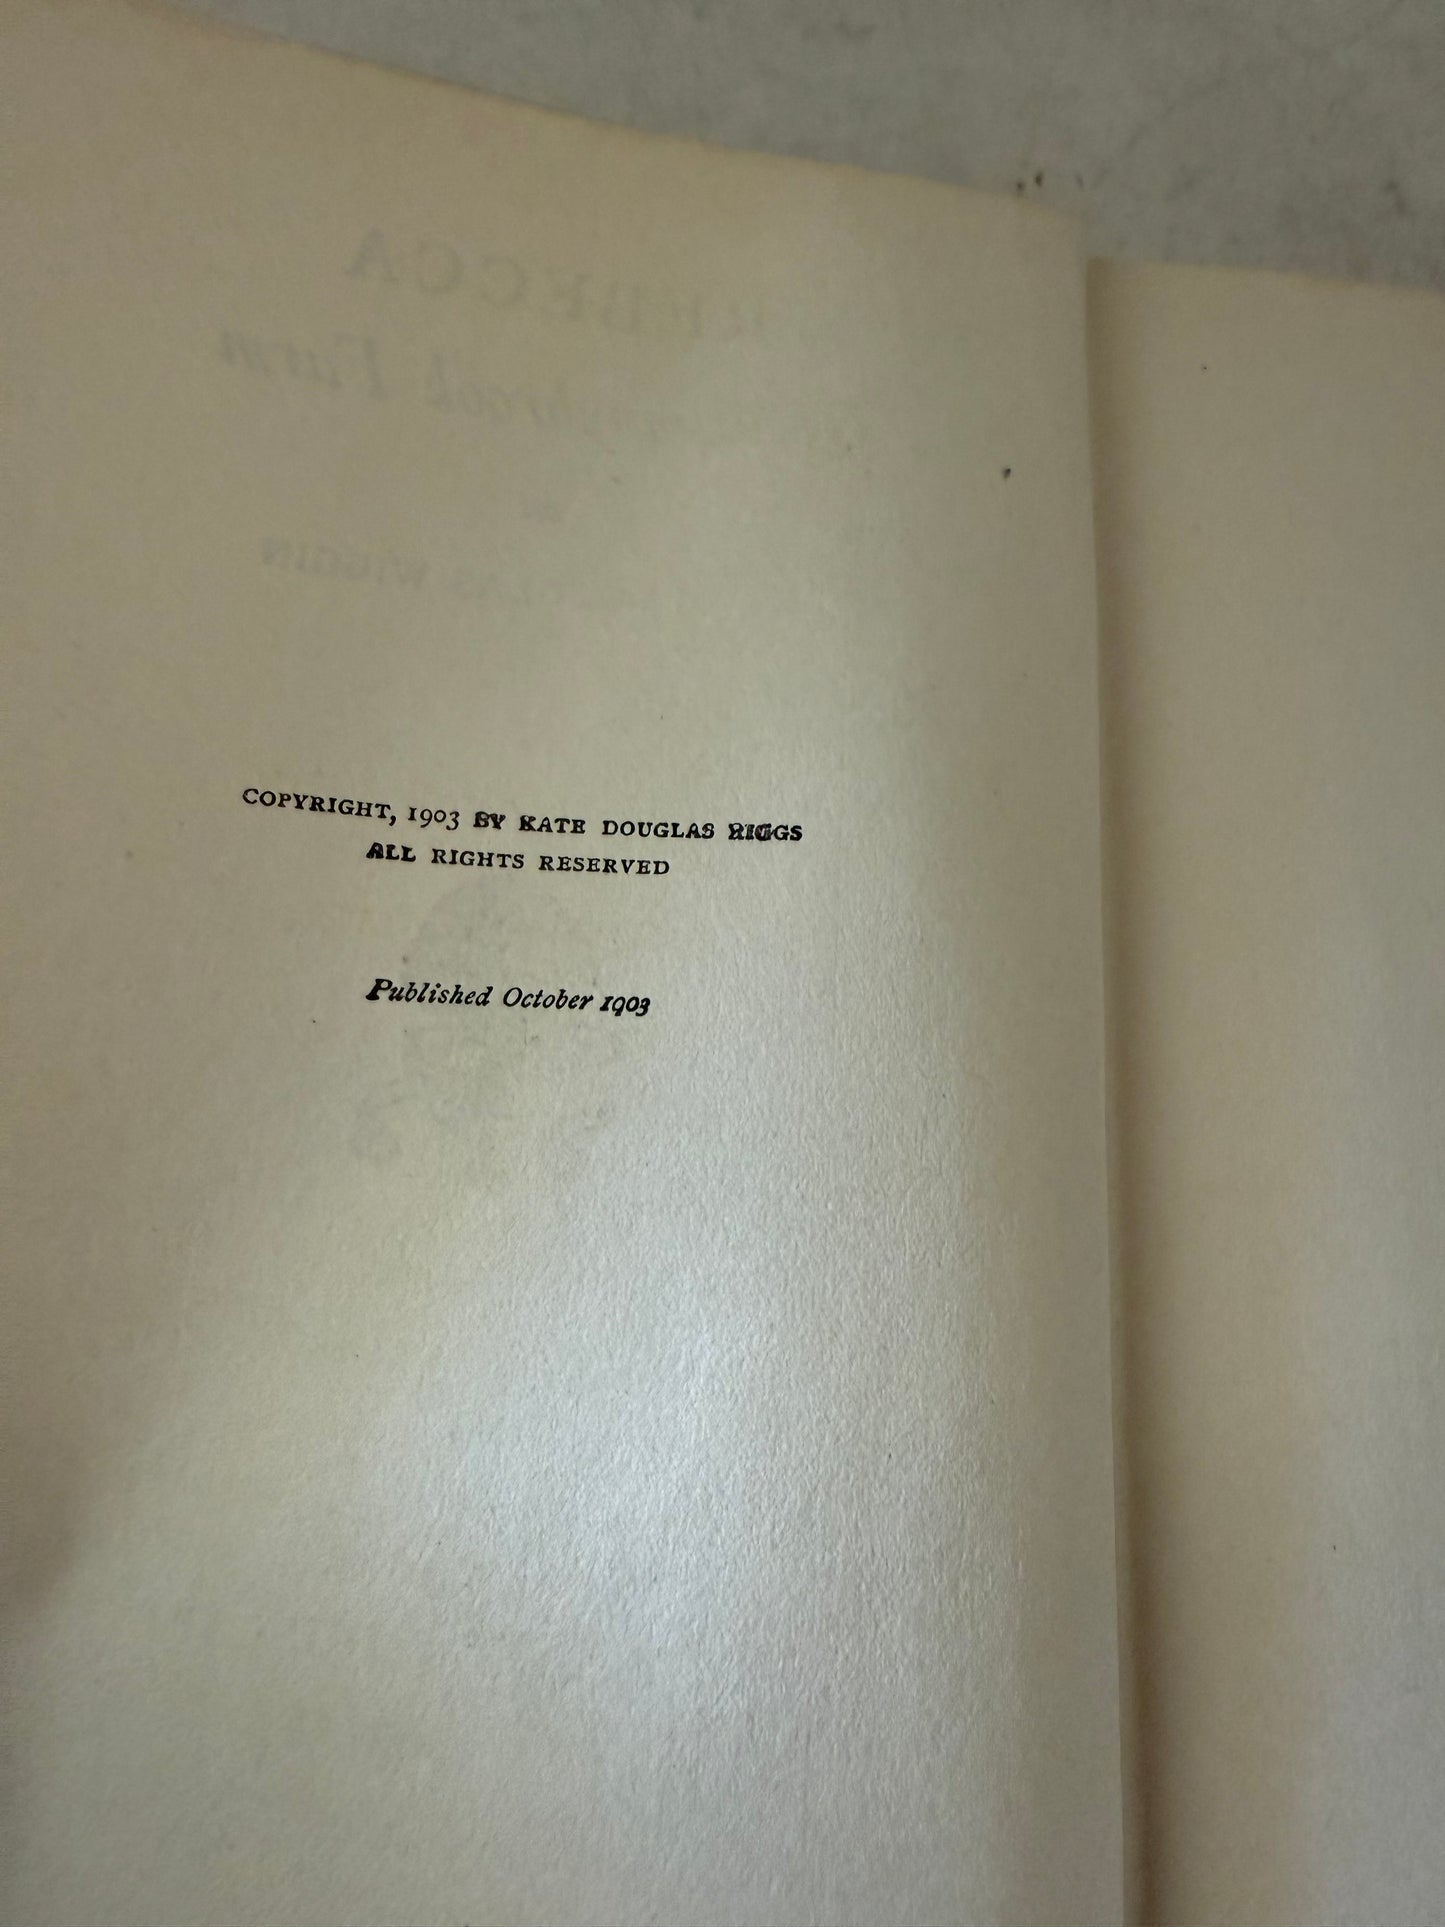 COPYRIGHT, 1903 BY KATE DOUGLAS RIGGS
ALL RIGHTS RESERVED
Published October 1903